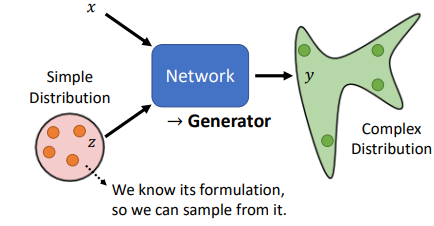 x
Simple
Distribution
z
Network
→ Generator
y
Complex
Distribution
We know its formulation,
so we can sample from it.